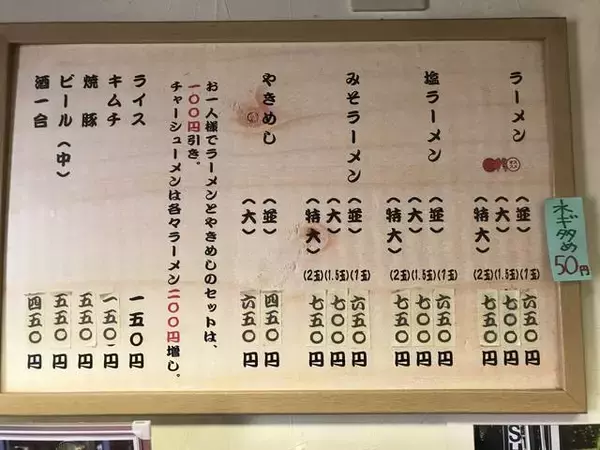 ネギ多め
50円
ラーメン
(並) (1玉) 六五〇円
(大) (1.5玉) 七〇〇円
(特大) (2玉) 七五〇円
塩ラーメン
(並) (1玉) 六五〇円
(大) (1.5玉) 七〇〇円
(特大) (2玉) 七五〇円
みそラーメン
(並) (1玉) 六五〇円
(大) (1.5玉) 七〇〇円
(特大) (2玉) 七五〇円
やきめし
(並) 四五〇円
(大) 六五〇円
お一人様でラーメンとやきめしのセットは、
一〇〇円引き。
チャーシューメンは各々ラーメン二〇〇円増し。
ライス 一五〇円
キムチ 一五〇円
焼豚 五五〇円
ビール(中) 五五〇円
酒一合 四五〇円